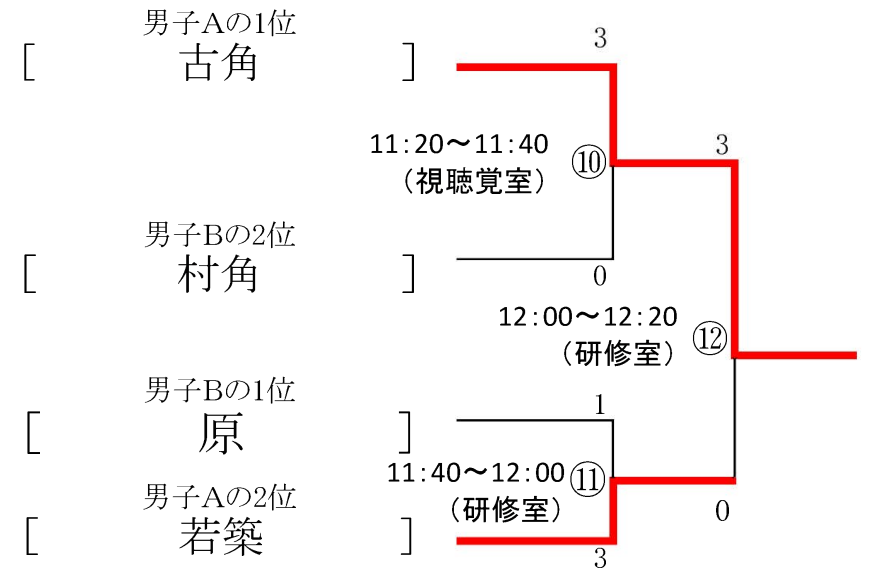 男子Aの1位
[ 古角 ]
3
11:20～11:40
（視聴覚室）
⑩
3
男子Bの2位
[ 村角 ]
0
12:00～12:20
（研修室）
⑫
男子Bの1位
[ 原 ]
1
11:40～12:00
（研修室）
⑪
男子Aの2位
[ 若築 ]
0
3